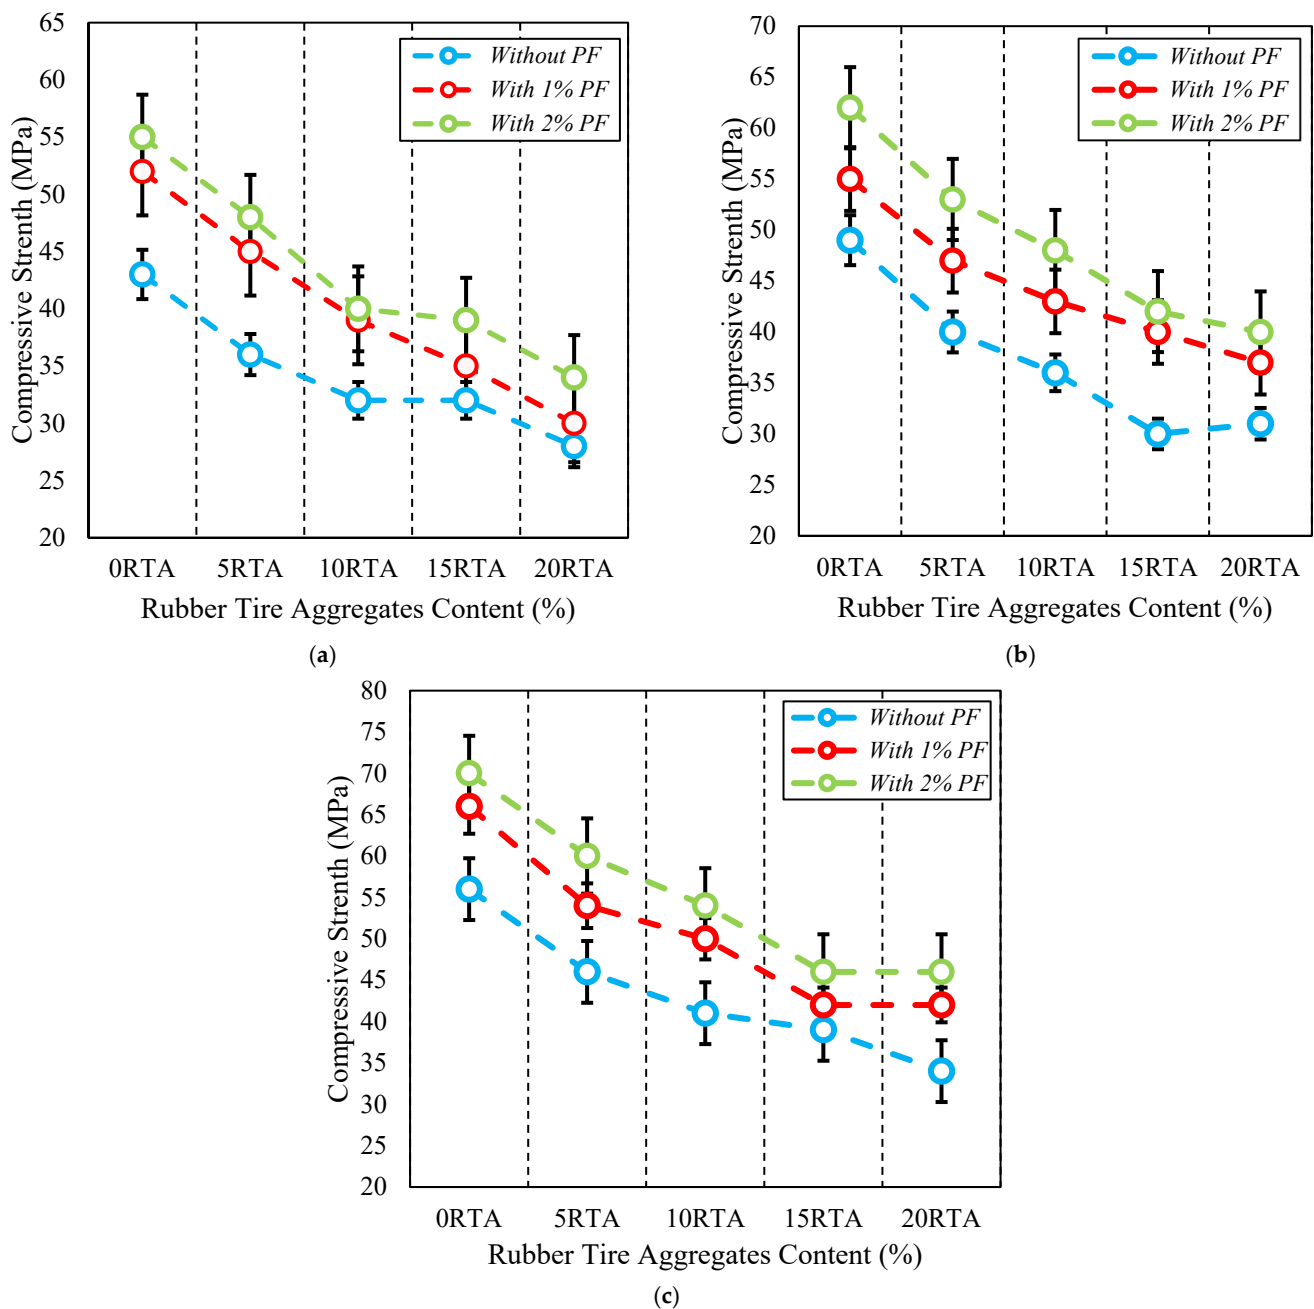 65
60
55
50
45
40
35
30
25
20
Compressive Strenth (MPa)
Without PF
With 1% PF
With 2% PF
0RTA 5RTA 10RTA 15RTA 20RTA
Rubber Tire Aggregates Content (%)
(a)
70
65
60
55
50
45
40
35
30
25
20
Compressive Strenth (MPa)
Without PF
With 1% PF
With 2% PF
0RTA 5RTA 10RTA 15RTA 20RTA
Rubber Tire Aggregates Content (%)
(b)
80
75
70
65
60
55
50
45
40
35
30
25
20
Compressive Strenth (MPa)
Without PF
With 1% PF
With 2% PF
0RTA 5RTA 10RTA 15RTA 20RTA
Rubber Tire Aggregates Content (%)
(c)